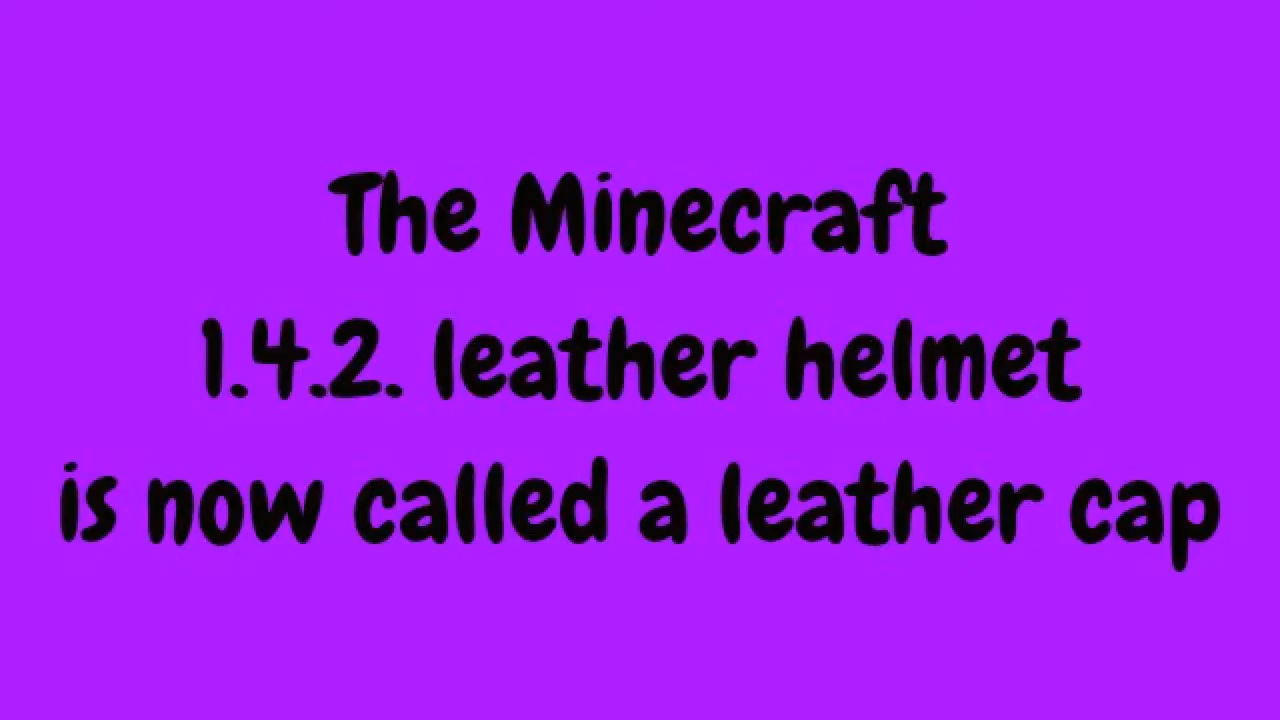 The Minecraft
1.4.2. leather helmet
is now called a leather cap